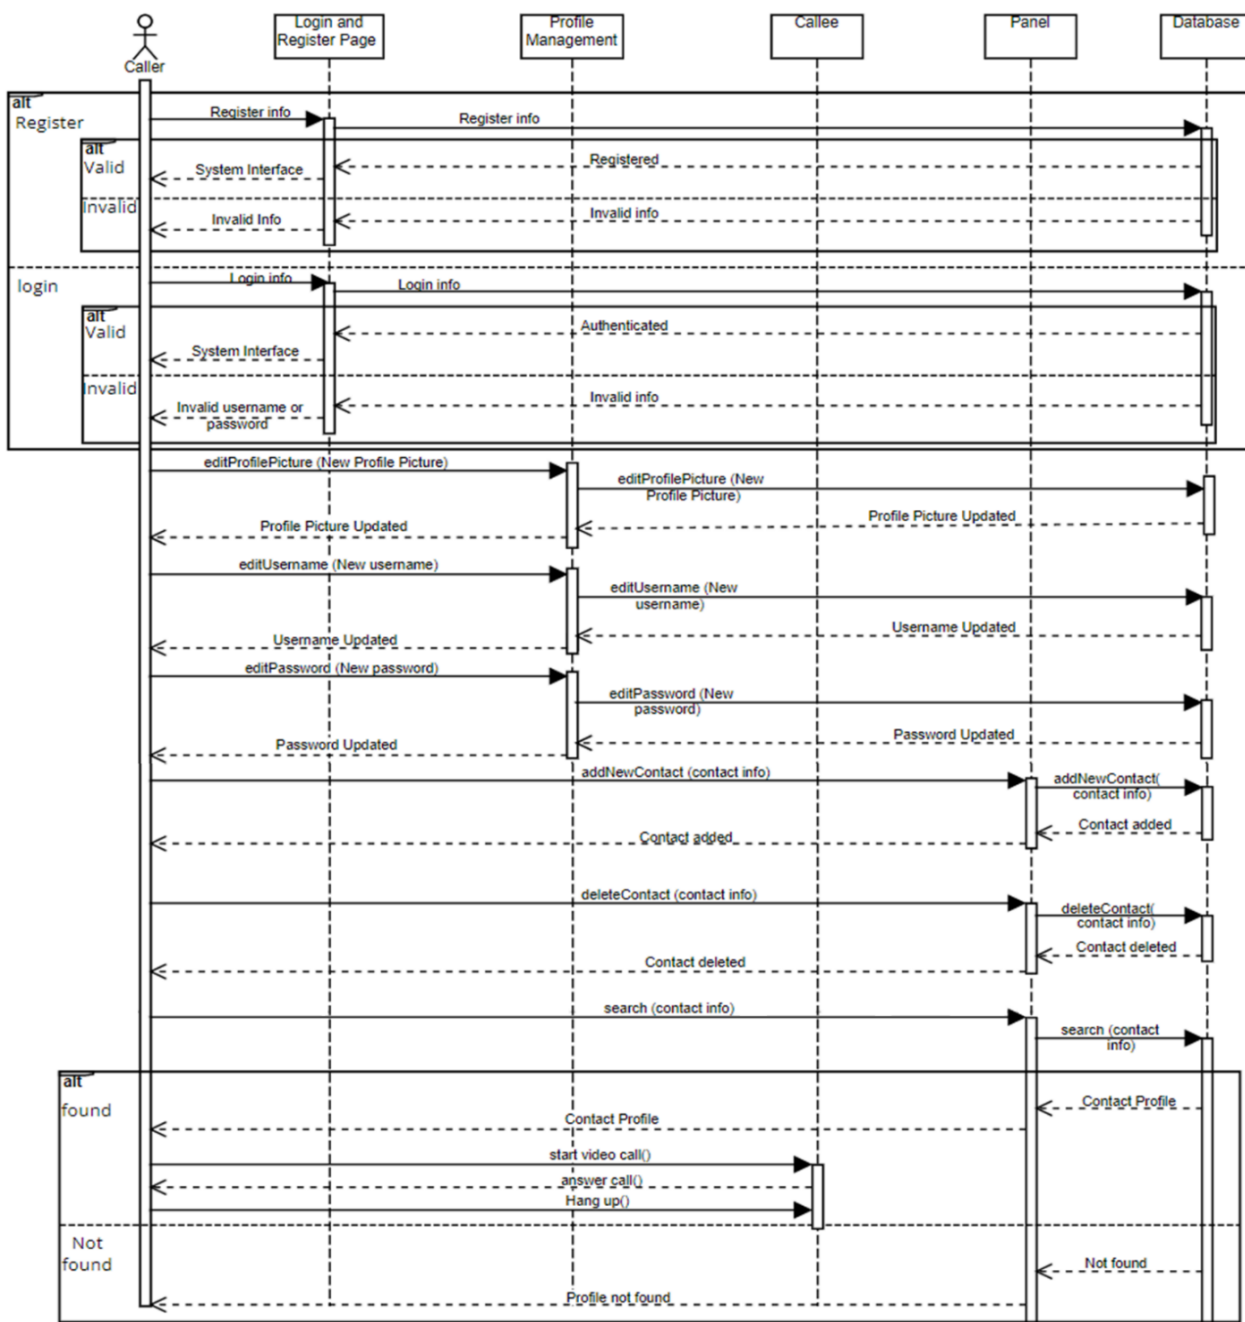 Caller
Login and
Register Page
Profile
Management
Callee
Panel
Database
alt
Register
Register info
Register info
alt
Valid
Registered
System Interface
Invalid
Invalid info
Invalid Info
login
Login info
Login info
alt
Valid
Authenticated
System Interface
Invalid
Invalid info
Invalid username or
password
editProfilePicture (New Profile Picture)
editProfilePicture (New
Profile Picture)
Profile Picture Updated
Profile Picture Updated
editUsername (New username)
editUsername (New
username)
Username Updated
Username Updated
editPassword (New password)
editPassword (New
password)
Password Updated
Password Updated
addNewContact (contact info)
addNewContact(
contact info)
Contact added
Contact added
deleteContact (contact info)
deleteContact(
contact info)
Contact deleted
Contact deleted
search (contact info)
search (contact
info)
alt
found
Contact Profile
Contact Profile
start video call()
answer call()
Hang up()
Not
found
Not found
Profile not found